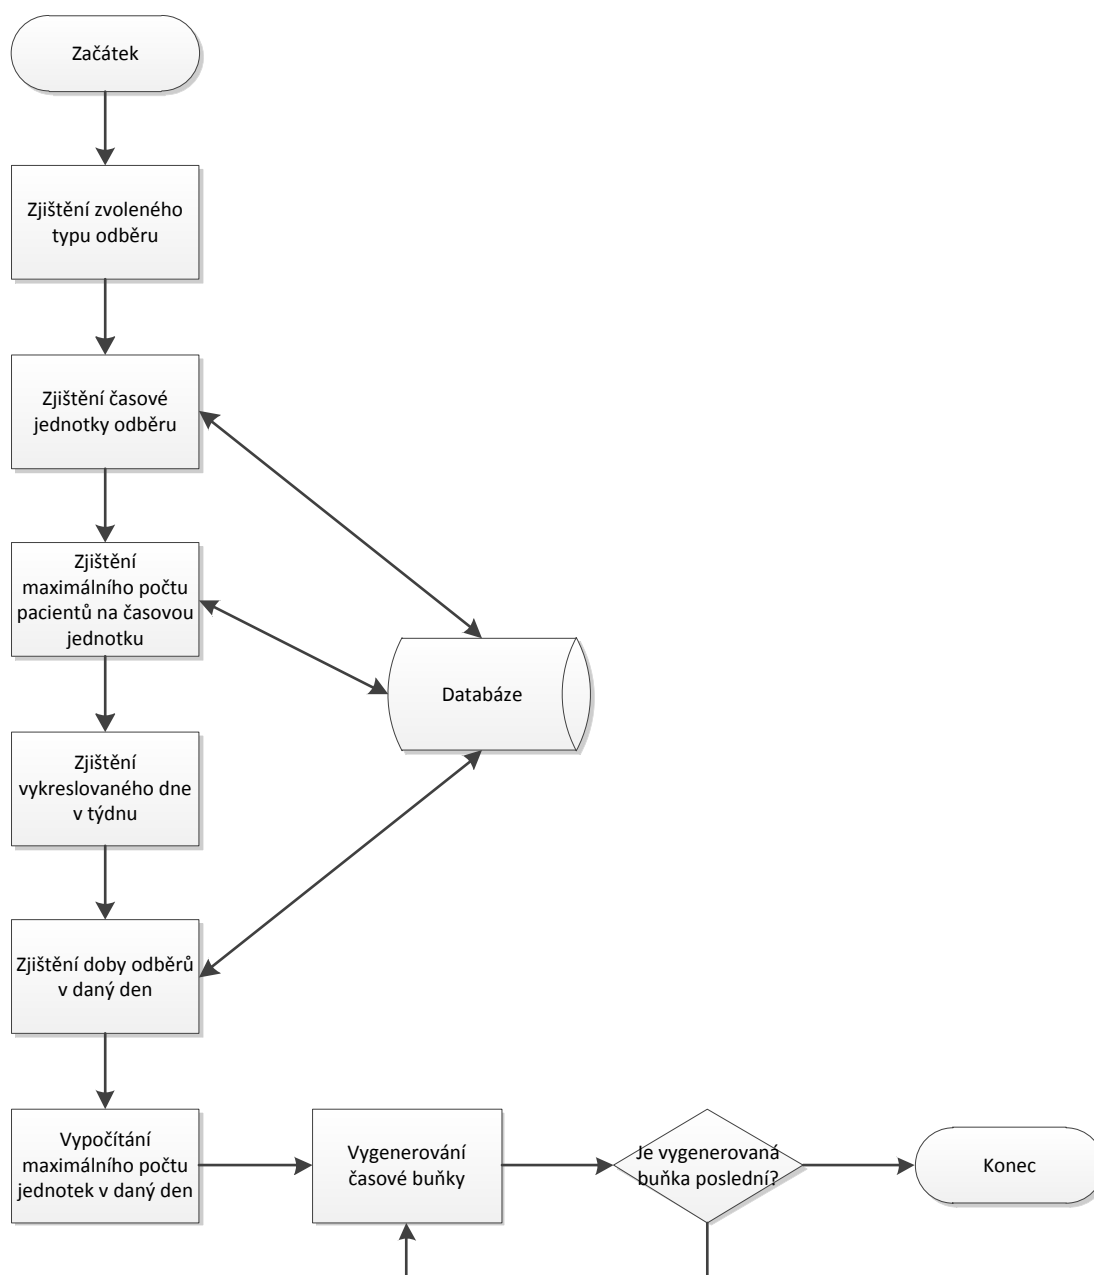 Začátek
Zjištění zvoleného
typu odběru
Zjištění časové
jednotky odběru
Zjištění
maximálního počtu
pacientů na časovou
jednotku
Databáze
Zjištění
vykreslovaného dne
v týdnu
Zjištění doby odběrů
v daný den
Vypočítání
maximálního počtu
jednotek v daný den
Vygenerování
časové buňky
Je vygenerovaná
buňka poslední?
Konec